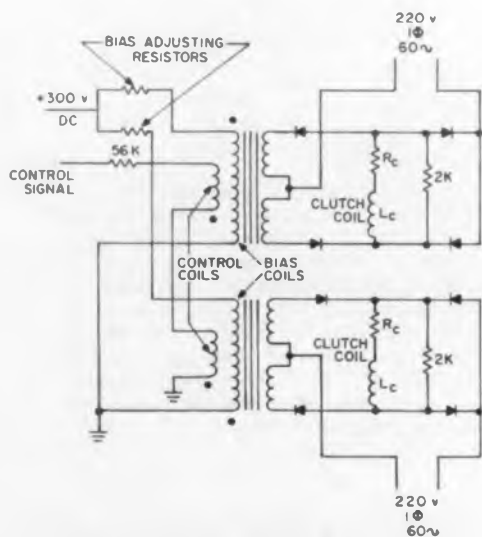 BIAS ADJUSTING
RESISTORS
+300 v
DC
56K
CONTROL
SIGNAL
220 v
1Φ
60~
Rc
CLUTCH
COIL
Lc
2K
CONTROL
COILS
BIAS
COILS
Rc
CLUTCH
COIL
Lc
2K
220 v
1Φ
60~